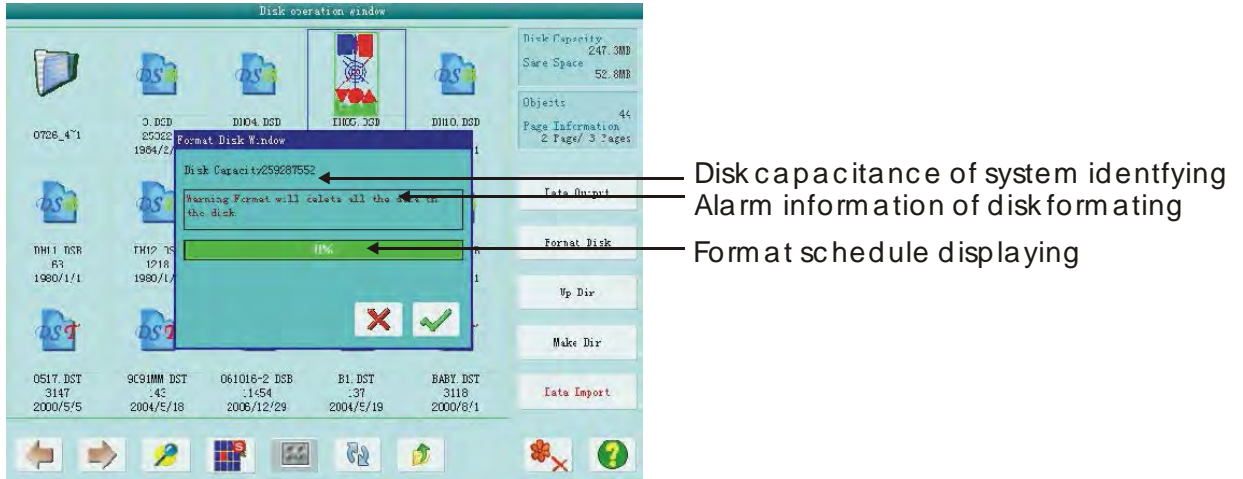 Disk operation window
Disk Capacity
247.3MB
Sare Space
52.8MB
Objects
44
Page Information
2 Page/ 3 Pages
0726_4~1
DH04.DSD
DH10.DSD
1984/2/
Format Disk Window
Disk Capacity259287552
Warning Format will delete all the data in
the disk
0%
DH11.DSB
63
1980/1/1
1218
1980/1/
0517.DST
3147
2000/5/5
9C91MM DST
2004/5/18
061016-2 DSB
2006/12/29
B1.DST
2004/5/19
BABY.DST
3118
2000/8/1
Data Output
Format Disk
Up Dir
Make Dir
Data Import
Disk capacitance of system identfying
Alarm information of disk formating
Format schedule displaying